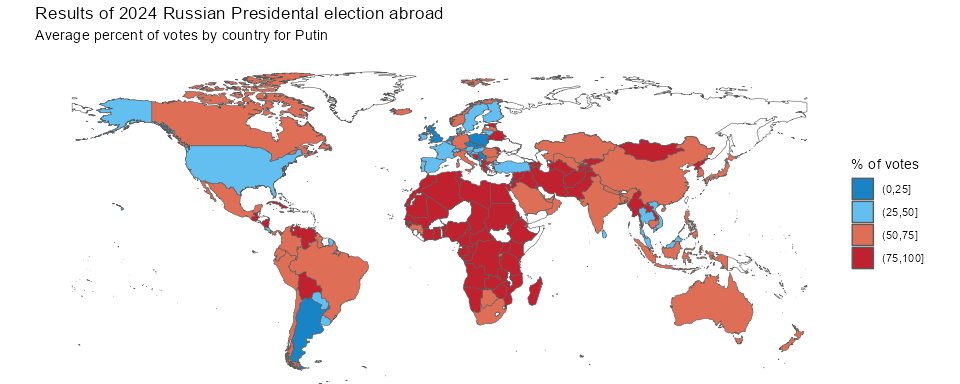 Results of 2024 Russian Presidental election abroad
Average percent of votes by country for Putin
% of votes
(0,25]
(25,50]
(50,75]
(75,100]